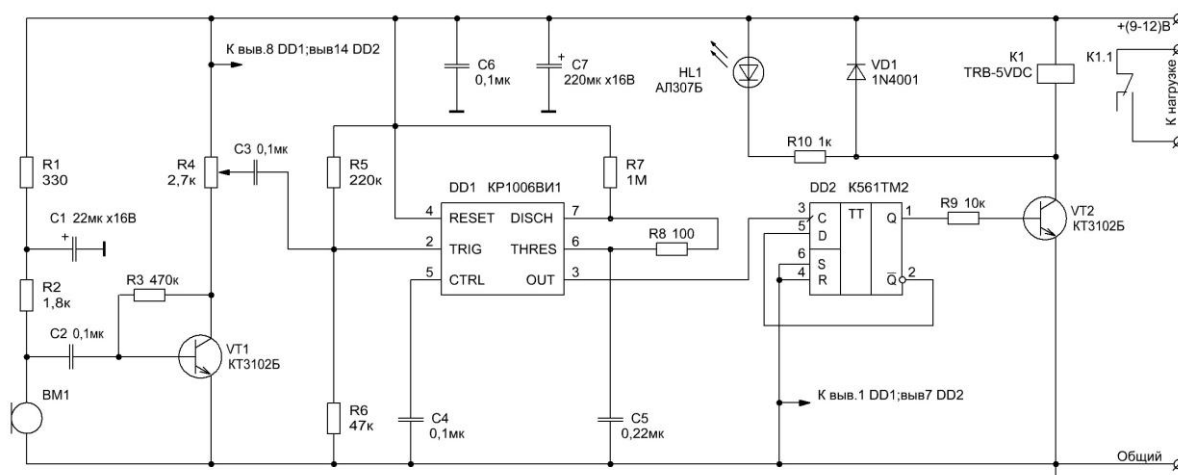 +(9-12)В
К выв.8 DD1;выв14 DD2
C6
0,1мк
+
C7
220мк х16В
HL1
АЛ307Б
VD1
1N4001
K1
TRB-5VDC
K1.1
К нагрузке
R1
330
R4
2,7к
C3 0,1мк
R5
220к
R7
1М
R10 1к
DD1 КР1006ВИ1
DD2 К561ТМ2
4 RESET DISCH 7
2 TRIG THRES 6
5 CTRL OUT 3
R8 100
3 C TT Q 1
5 D
6 S
4 R Q 2
R9 10к
VT2
КТ3102Б
C1 22мк х16В
+
R2
1,8к
R3 470к
C2 0,1мк
VT1
КТ3102Б
BM1
R6
47к
C4
0,1мк
C5
0,22мк
К выв.1 DD1;выв7 DD2
Общий